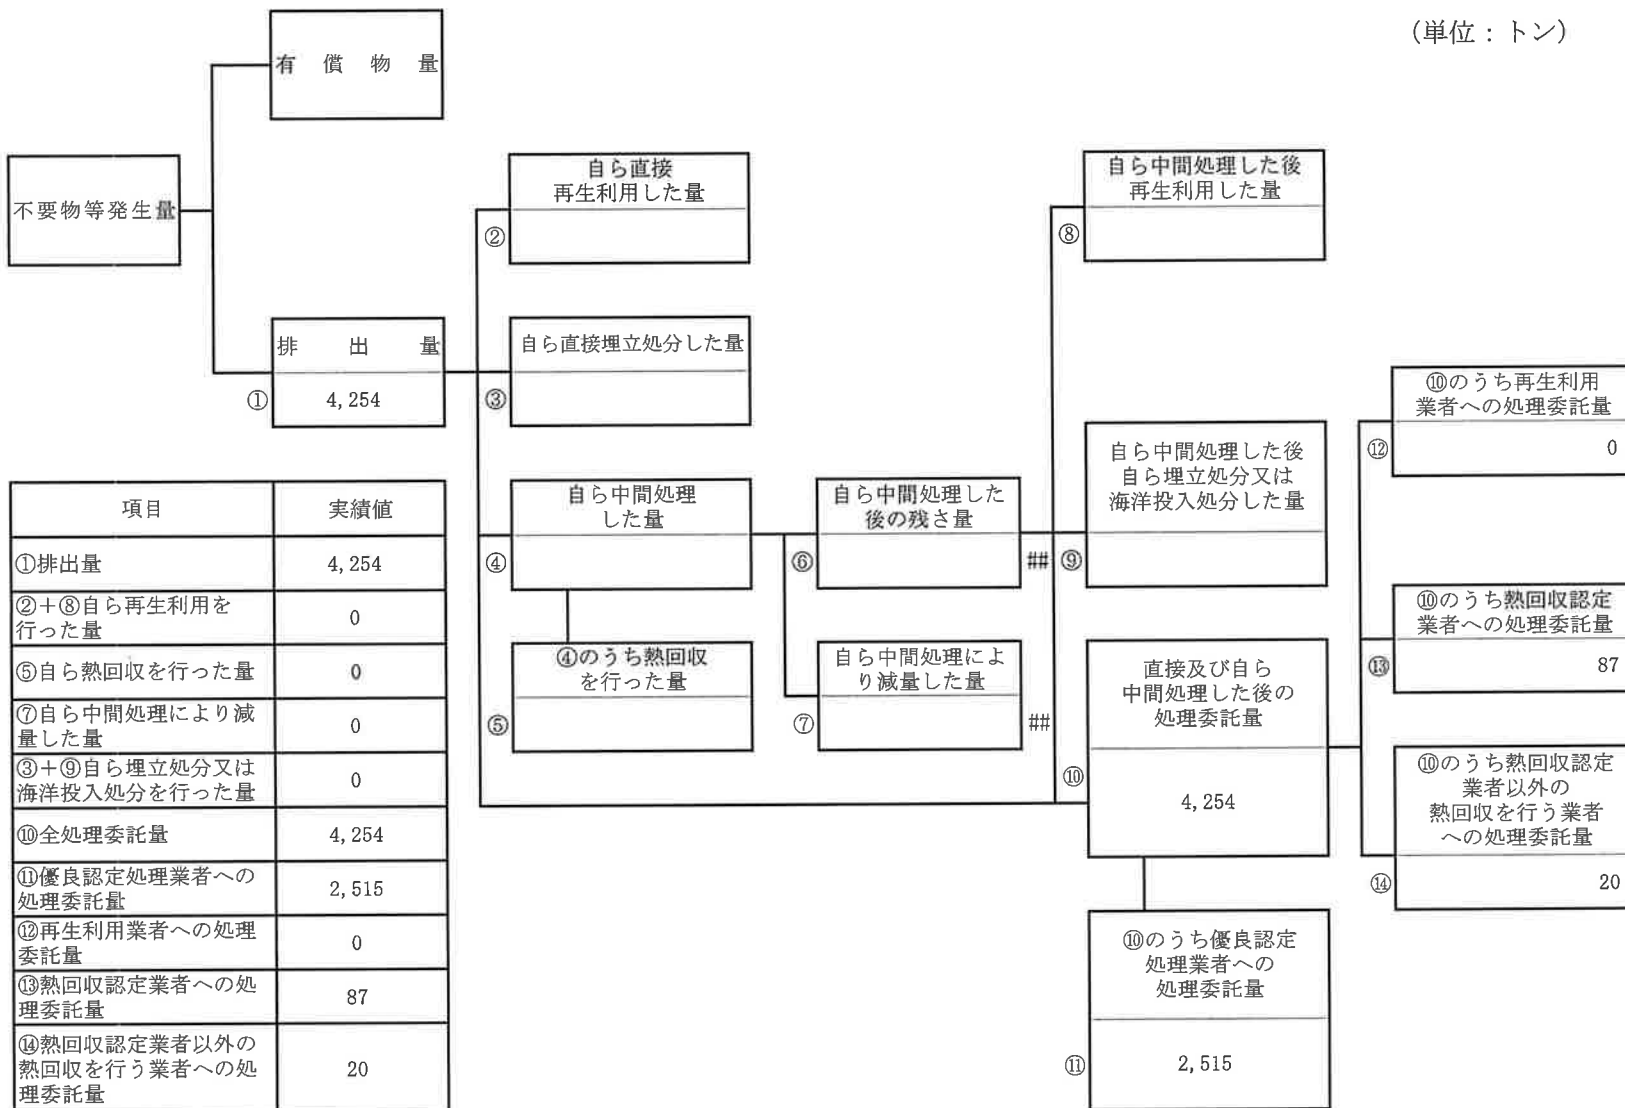 (単位：トン)
有償物量
不要物等発生量
排出量
①
4,254
自ら直接
再生利用した量
②
自ら直接埋立処分した量
③
自ら中間処理
した量
④
④のうち熱回収
を行った量
⑤
自ら中間処理した
後の残さ量
⑥
##
自ら中間処理によ
り減量した量
⑦
##
自ら中間処理した後
再生利用した量
⑧
自ら中間処理した後
自ら埋立処分又は
海洋投入処分した量
⑨
直接及び自ら
中間処理した後の
処理委託量
⑩
4,254
⑩のうち優良認定
処理業者への
処理委託量
⑪
2,515
⑩のうち再生利用
業者への処理委託量
⑫
0
⑩のうち熱回収認定
業者への処理委託量
⑬
87
⑩のうち熱回収認定
業者以外の
熱回収を行う業者
への処理委託量
⑭
20
項目 実績値
①排出量 4,254
②＋⑧自ら再生利用を
行った量 0
⑤自ら熱回収を行った量 0
⑦自ら中間処理により減
量した量 0
③＋⑨自ら埋立処分又は
海洋投入処分を行った量 0
⑩全処理委託量 4,254
⑪優良認定処理業者への
処理委託量 2,515
⑫再生利用業者への処理
委託量 0
⑬熱回収認定業者への処
理委託量 87
⑭熱回収認定業者以外の
熱回収を行う業者への処
理委託量 20